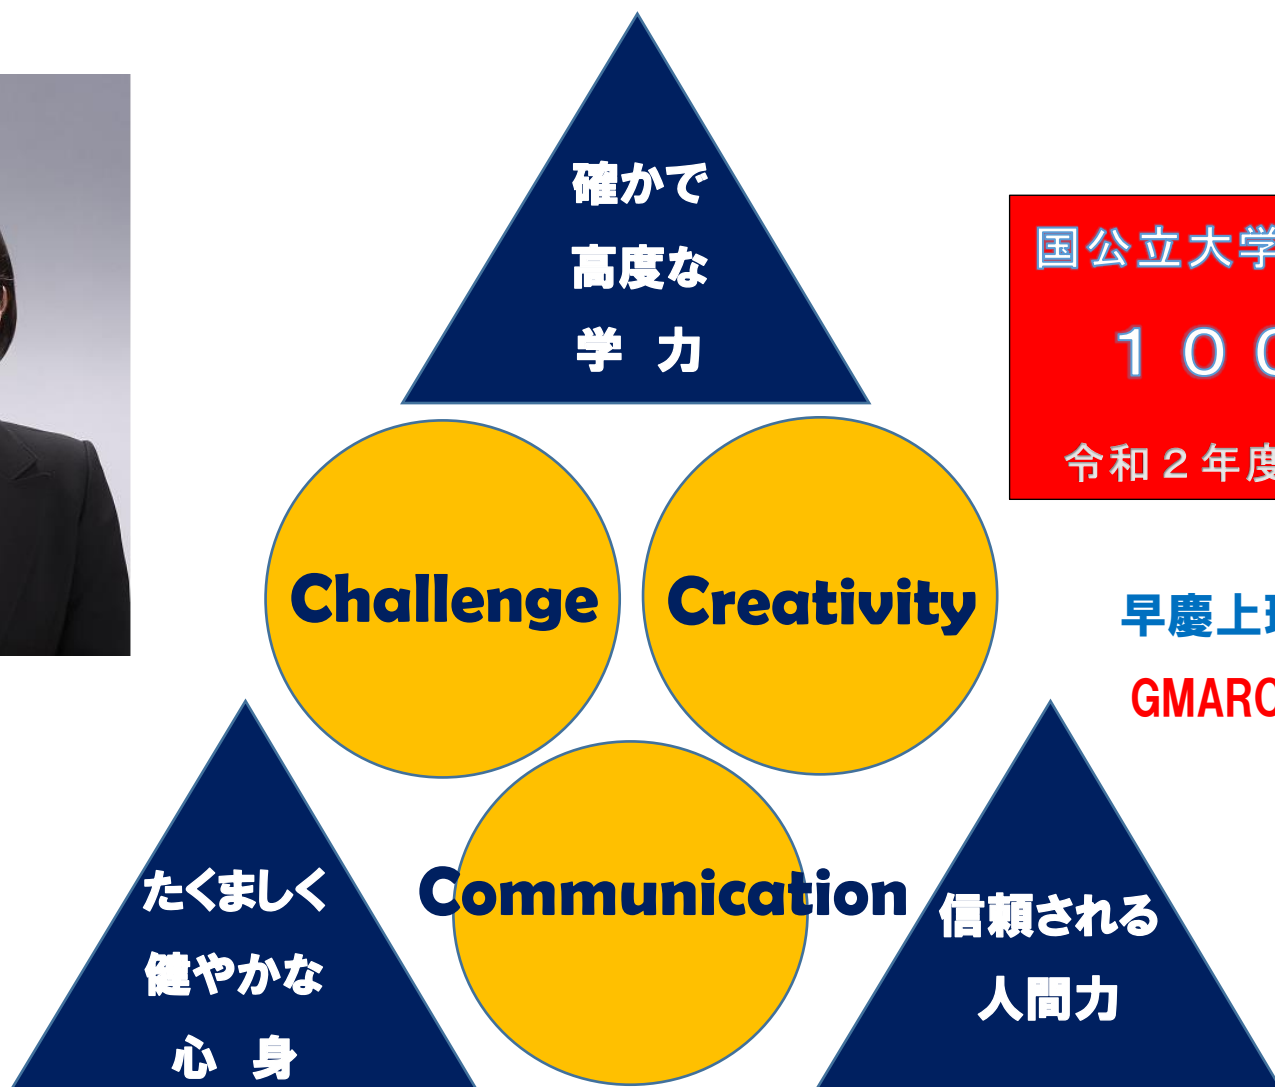 確かで
高度な
学 力
国公立大学
100
令和2年度
Challenge
Creativity
早慶上
GMARC
Communication
たくましく
健やかな
心 身
信頼される
人間力